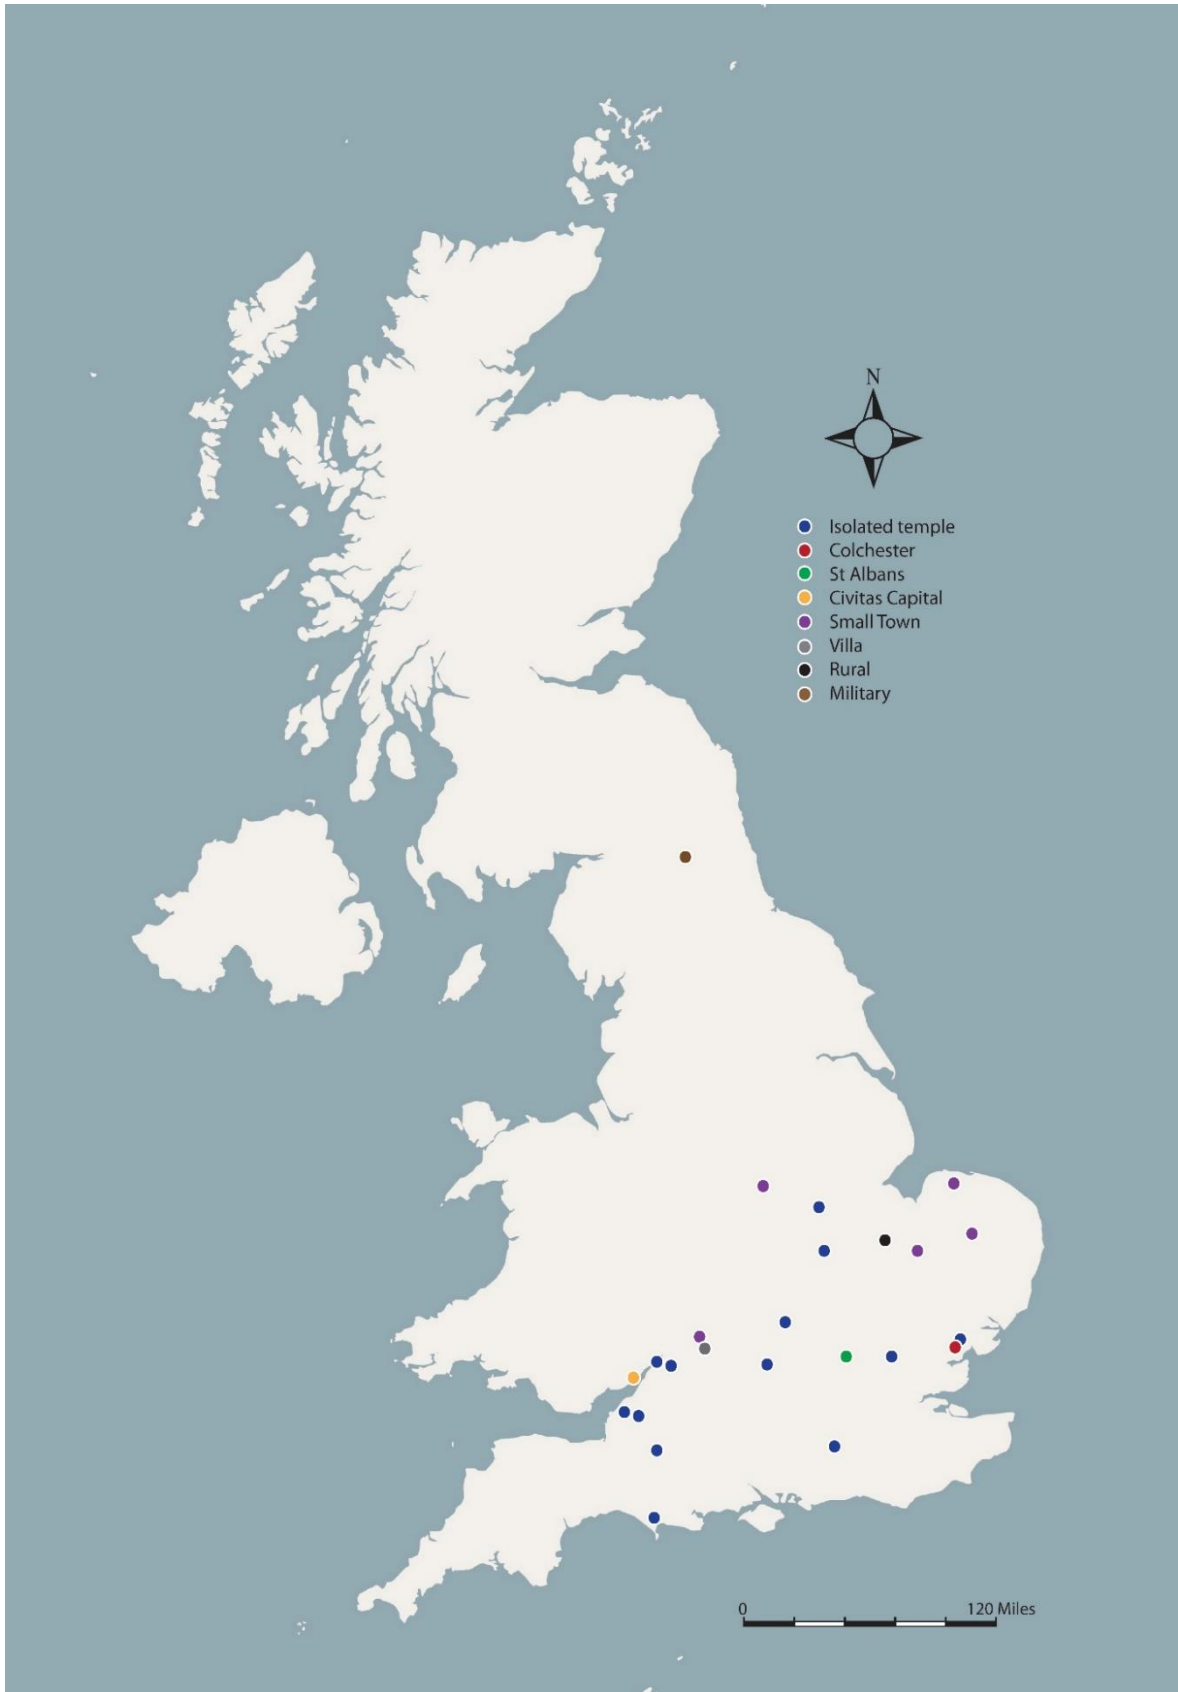 N
Isolated temple
Colchester
St Albans
Civitas Capital
Small Town
Villa
Rural
Military
0 120 Miles